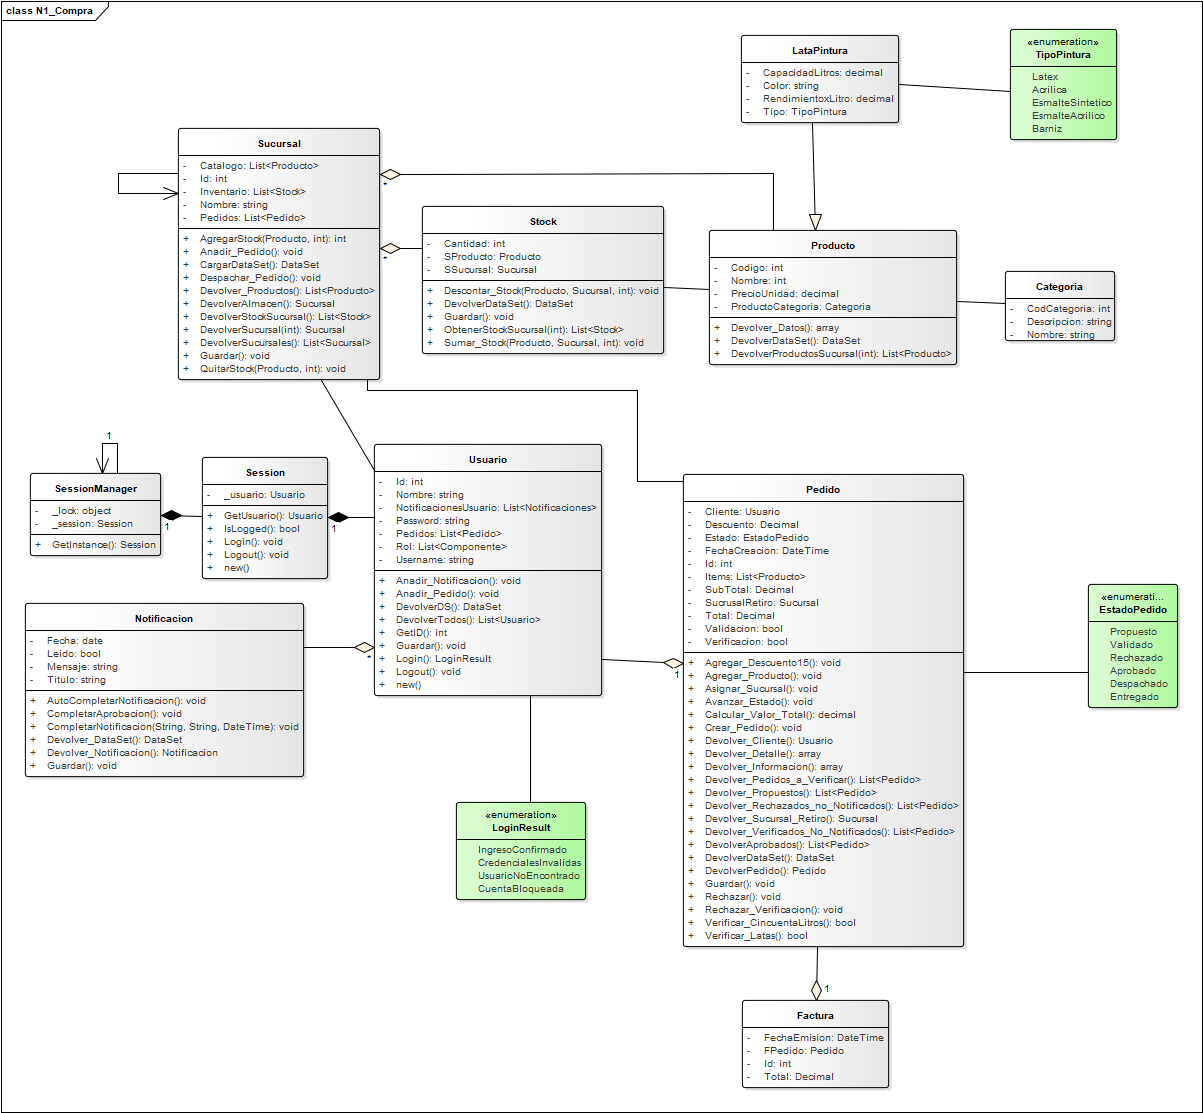 class N1_Compra
LataPintura
- CapacidadLitros: decimal
- Color: string
- RendimientoxLitro: decimal
- Tipo: TipoPintura
«enumeration»
TipoPintura
Latex
Acrilica
EsmalteSintetico
EsmalteAcrilico
Barniz
Sucursal
- Catalogo: List<Producto>
- Id: int
- Inventario: List<Stock>
- Nombre: string
- Pedidos: List<Pedido>
+ AgregarStock(Producto, int): int
+ Anadir_Pedido(): void
+ CargarDataSet(): DataSet
+ Despachar_Pedido(): void
+ Devolver_Productos(): List<Producto>
+ DevolverAlmacen(): Sucursal
+ DevolverStockSucursal(): List<Stock>
+ DevolverSucursal(int): Sucursal
+ DevolverSucursales(): List<Sucursal>
+ Guardar(): void
+ QuitarStock(Producto, int): void
*
*
Stock
- Cantidad: int
- SProducto: Producto
- SSucursal: Sucursal
+ Descontar_Stock(Producto, Sucursal, int): void
+ DevolverDataSet(): DataSet
+ Guardar(): void
+ ObtenerStockSucursal(int): List<Stock>
+ Sumar_Stock(Producto, Sucursal, int): void
Producto
- Codigo: int
- Nombre: int
- PrecioUnidad: decimal
- ProductoCategoria: Categoria
+ Devolver_Datos(): array
+ DevolverDataSet(): DataSet
+ DevolverProductosSucursal(int): List<Producto>
Categoria
- CodCategoria: int
- Descripcion: string
- Nombre: string
1
SessionManager
- _lock: object
- _session: Session
+ GetInstance(): Session
1
Session
- _usuario: Usuario
+ GetUsuario(): Usuario
+ IsLogged(): bool
+ Login(): void
+ Logout(): void
+ new()
1
Usuario
- Id: int
- Nombre: string
- NotificacionesUsuario: List<Notificaciones>
- Password: string
- Pedidos: List<Pedido>
- Rol: List<Componente>
- Username: string
+ Anadir_Notificacion(): void
+ Anadir_Pedido(): void
+ DevolverDS(): DataSet
+ DevolverTodos(): List<Usuario>
+ GetID(): int
+ Guardar(): void
+ Login(): LoginResult
+ Logout(): void
+ new()
Notificacion
- Fecha: date
- Leido: bool
- Mensaje: string
- Titulo: string
+ AutoCompletarNotificacion(): void
+ CompletarAprobacion(): void
+ CompletarNotificacion(String, String, DateTime): void
+ Devolver_DataSet(): DataSet
+ Devolver_Notificacion(): Notificacion
+ Guardar(): void
*
1
Pedido
- Cliente: Usuario
- Descuento: Decimal
- Estado: EstadoPedido
- FechaCreacion: DateTime
- Id: int
- Items: List<Producto>
- SubTotal: Decimal
- SucrusalRetiro: Sucursal
- Total: Decimal
- Validacion: bool
- Verificacion: bool
+ Agregar_Descuento15(): void
+ Agregar_Producto(): void
+ Asignar_Sucursal(): void
+ Avanzar_Estado(): void
+ Calcular_Valor_Total(): decimal
+ Crear_Pedido(): void
+ Devolver_Cliente(): Usuario
+ Devolver_Detalle(): array
+ Devolver_Informacion(): array
+ Devolver_Pedidos_a_Verificar(): List<Pedido>
+ Devolver_Propuestos(): List<Pedido>
+ Devolver_Rechazados_no_Notificados(): List<Pedido>
+ Devolver_Sucursal_Retiro(): Sucursal
+ Devolver_Verificados_No_Notificados(): List<Pedido>
+ DevolverAprobados(): List<Pedido>
+ DevolverDataSet(): DataSet
+ DevolverPedido(): Pedido
+ Guardar(): void
+ Rechazar(): void
+ Rechazar_Verificacion(): void
+ Verificar_CincuentaLitros(): bool
+ Verificar_Latas(): bool
«enumerati...
EstadoPedido
Propuesto
Validado
Rechazado
Aprobado
Despachado
Entregado
«enumeration»
LoginResult
IngresoConfirmado
CredencialesInvalidas
UsuarioNoEncontrado
CuentaBloqueada
1
Factura
- FechaEmision: DateTime
- FPedido: Pedido
- Id: int
- Total: Decimal